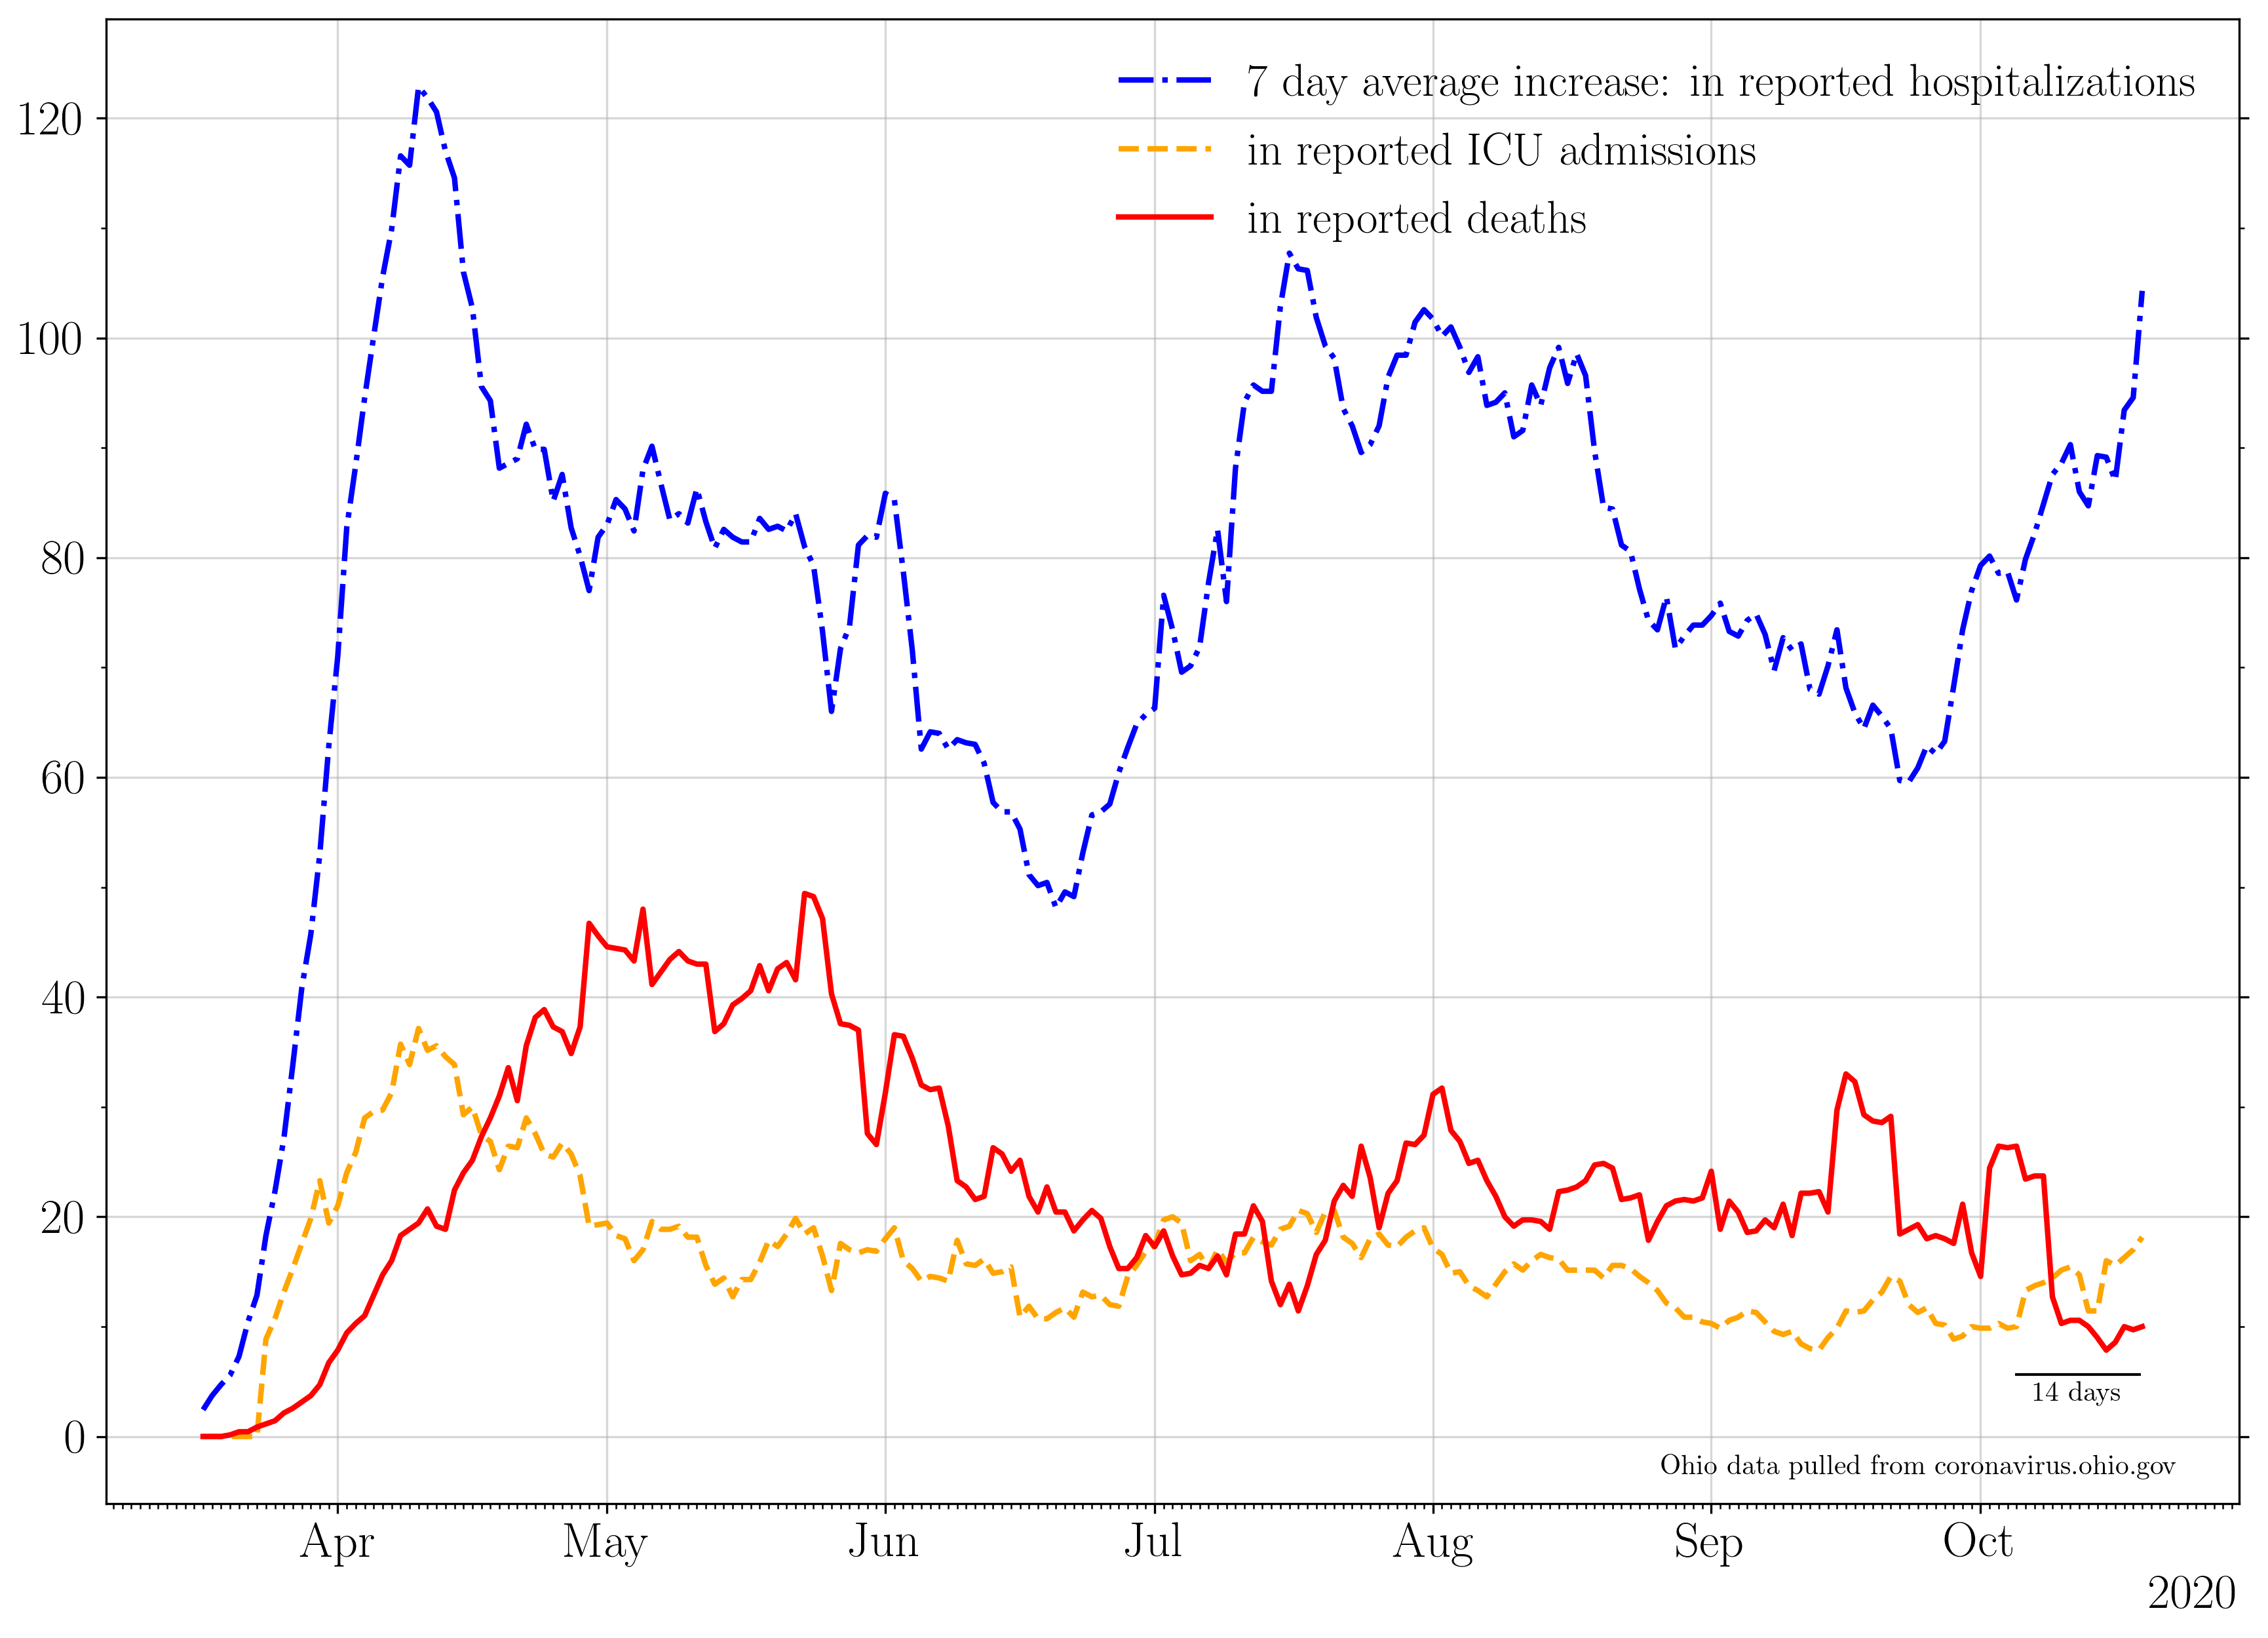 7 day average increase: in reported hospitalizations
in reported ICU admissions
in reported deaths
120
100
80
60
40
20
0
14 days
Ohio data pulled from coronavirus.ohio.gov
Apr May Jun Jul Aug Sep Oct
2020